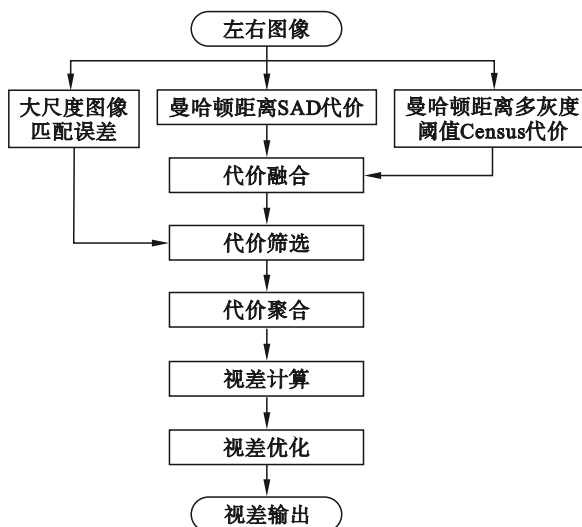 左右图像
大尺度图像
匹配误差
曼哈顿距离SAD代价
曼哈顿距离多灰度
阈值Census代价
代价融合
代价筛选
代价聚合
视差计算
视差优化
视差输出